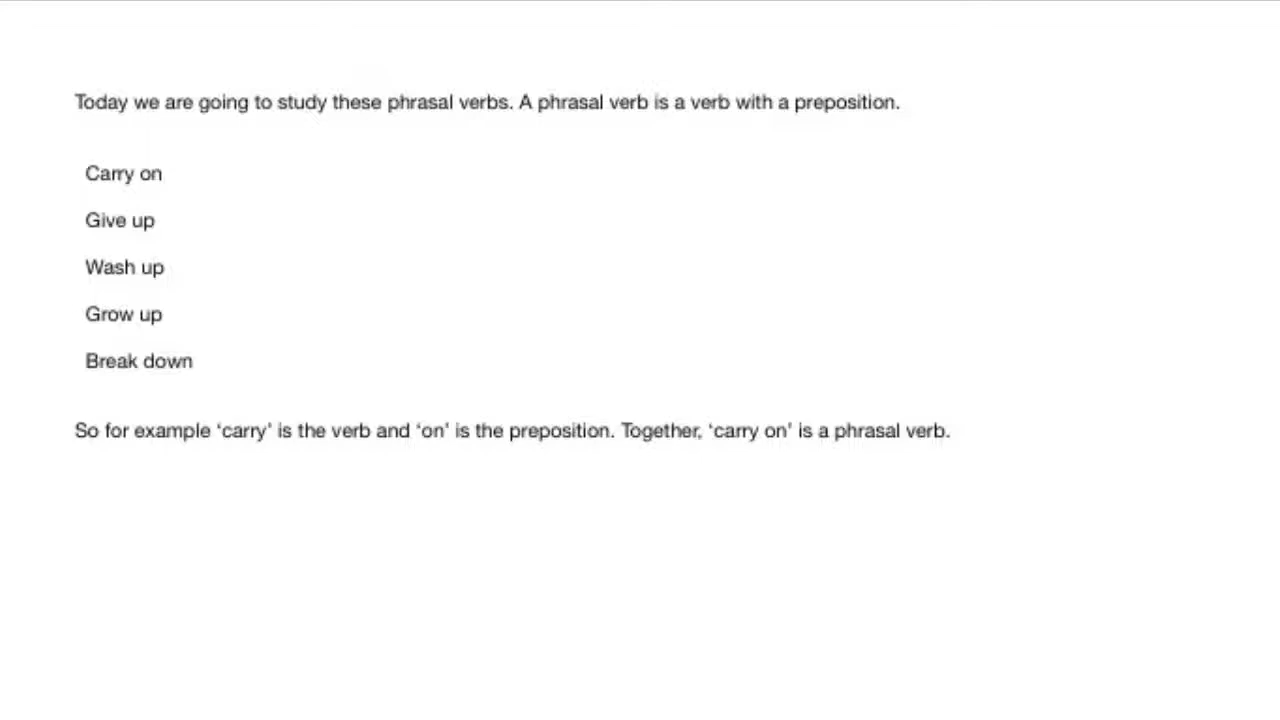 Today we are going to study these phrasal verbs. A phrasal verb is a verb with a preposition.
Carry on
Give up
Wash up
Grow up
Break down
So for example ‘carry’ is the verb and ‘on’ is the preposition. Together, ‘carry on’ is a phrasal verb.